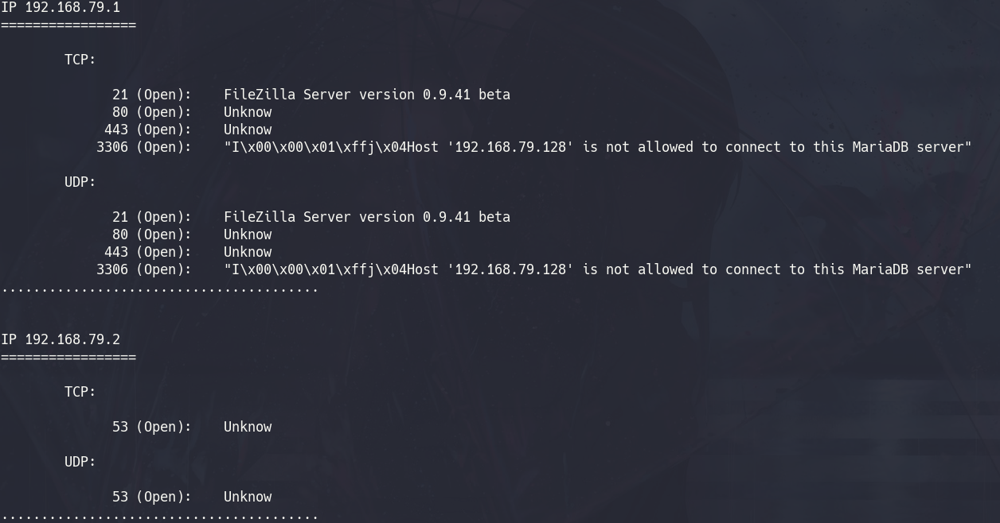 IP 192.168.79.1
=================
TCP:
21 (Open): FileZilla Server version 0.9.41 beta
80 (Open): Unknow
443 (Open): Unknow
3306 (Open): "I\x00\x00\x01\xffj\x04Host '192.168.79.128' is not allowed to connect to this MariaDB server"
UDP:
21 (Open): FileZilla Server version 0.9.41 beta
80 (Open): Unknow
443 (Open): Unknow
3306 (Open): "I\x00\x00\x01\xffj\x04Host '192.168.79.128' is not allowed to connect to this MariaDB server"
........................................
IP 192.168.79.2
=================
TCP:
53 (Open): Unknow
UDP:
53 (Open): Unknow
........................................